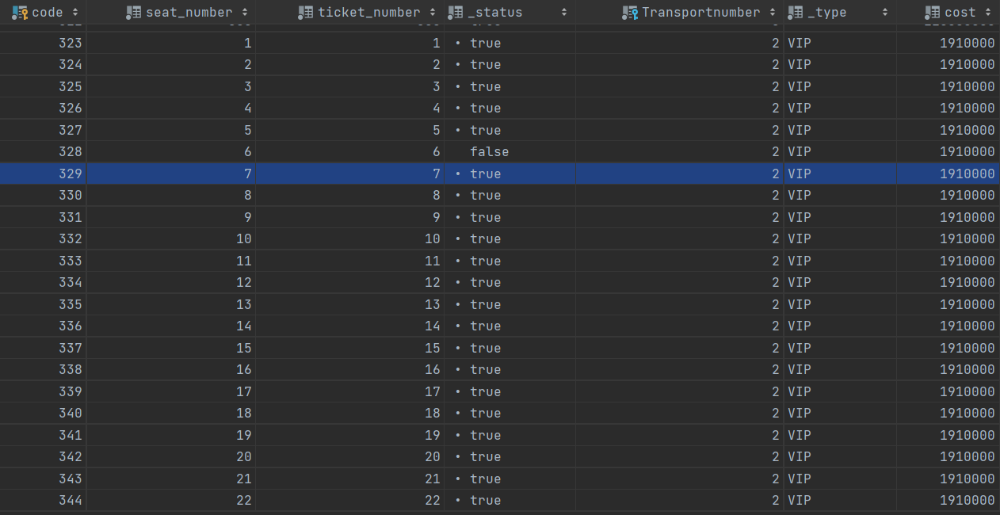 code seat_number ticket_number _status Transportnumber _type cost
323 1 1 • true 2 VIP 1910000
324 2 2 • true 2 VIP 1910000
325 3 3 • true 2 VIP 1910000
326 4 4 • true 2 VIP 1910000
327 5 5 • true 2 VIP 1910000
328 6 6 false 2 VIP 1910000
329 7 7 • true 2 VIP 1910000
330 8 8 • true 2 VIP 1910000
331 9 9 • true 2 VIP 1910000
332 10 10 • true 2 VIP 1910000
333 11 11 • true 2 VIP 1910000
334 12 12 • true 2 VIP 1910000
335 13 13 • true 2 VIP 1910000
336 14 14 • true 2 VIP 1910000
337 15 15 • true 2 VIP 1910000
338 16 16 • true 2 VIP 1910000
339 17 17 • true 2 VIP 1910000
340 18 18 • true 2 VIP 1910000
341 19 19 • true 2 VIP 1910000
342 20 20 • true 2 VIP 1910000
343 21 21 • true 2 VIP 1910000
344 22 22 • true 2 VIP 1910000